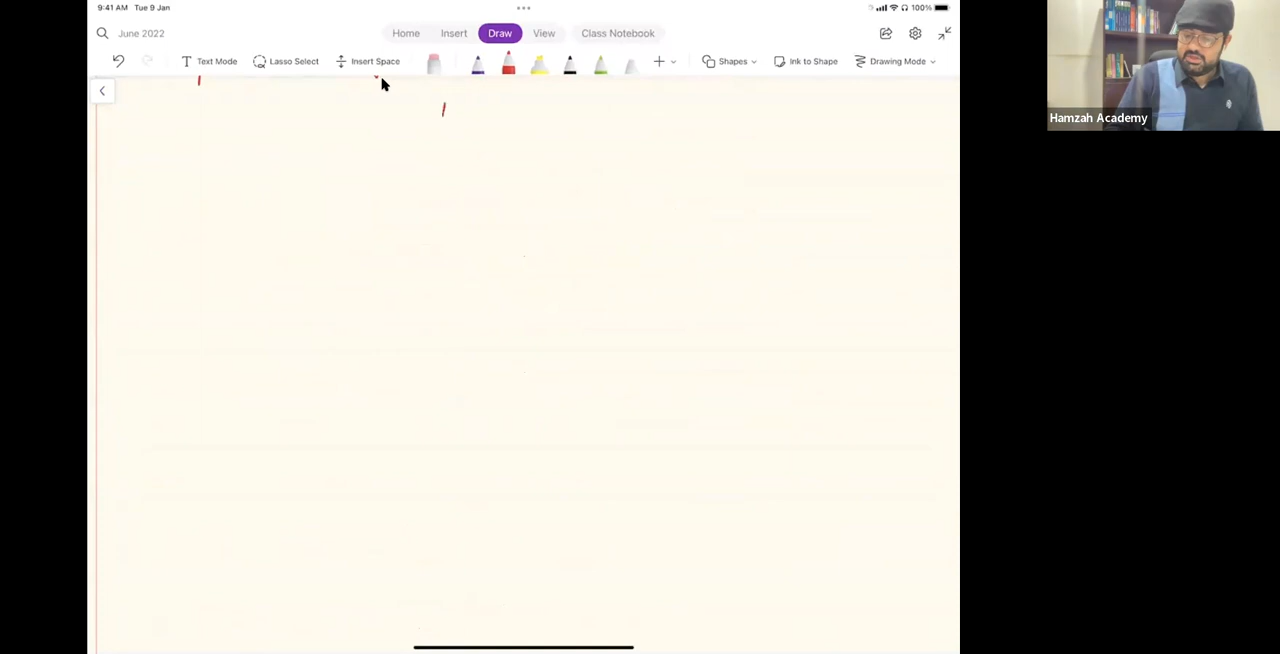 9:41 AM Tue 9 Jan
100%
June 2022
Home Insert Draw View Class Notebook
Text Mode Lasso Select Insert Space Shapes Ink to Shape Drawing Mode
Hamzah Academy